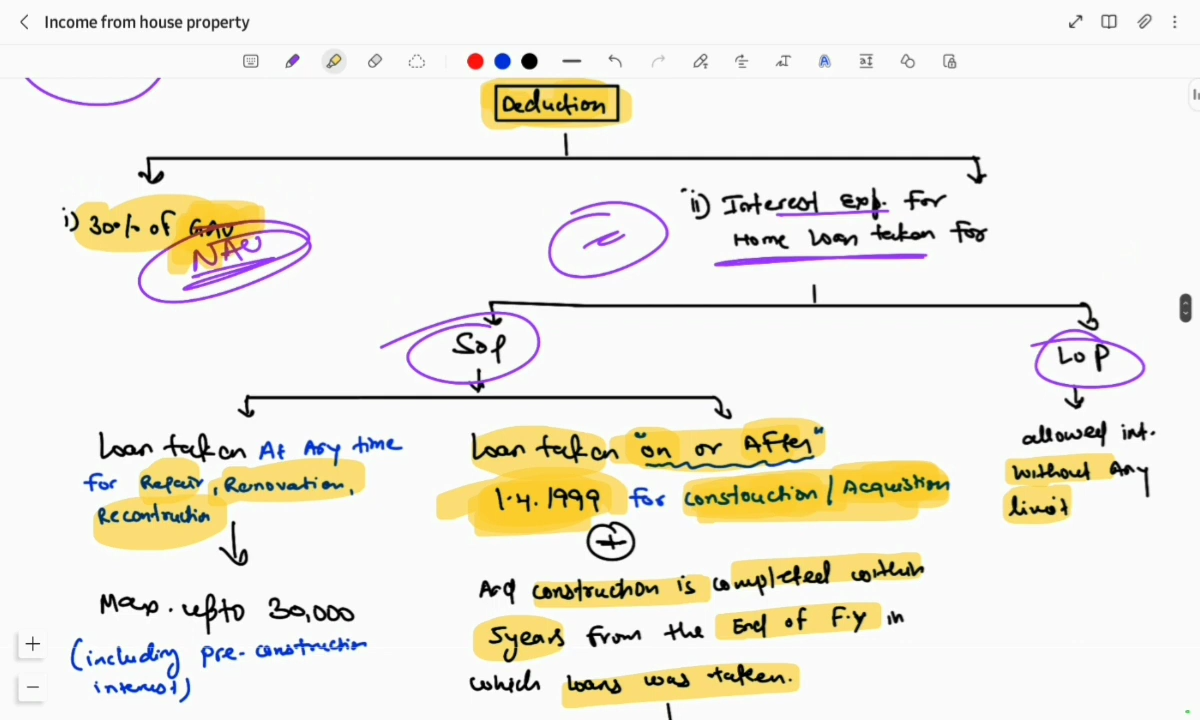 Income from house property
Deduction
i) 30% of GAV
NAV
ii) Interest Exp. for
Home loan taken for
SoP
LoP
Loan taken At Any time
for Repair, Renovation,
Reconstruction
Max. upto 30,000
(including pre-construction
interest)
Loan taken "on or After"
1.4.1999 for construction / Acquistion
+
And construction is completed within
5years from the End of F.y in
which loans was taken.
allowed int.
without Any
limit